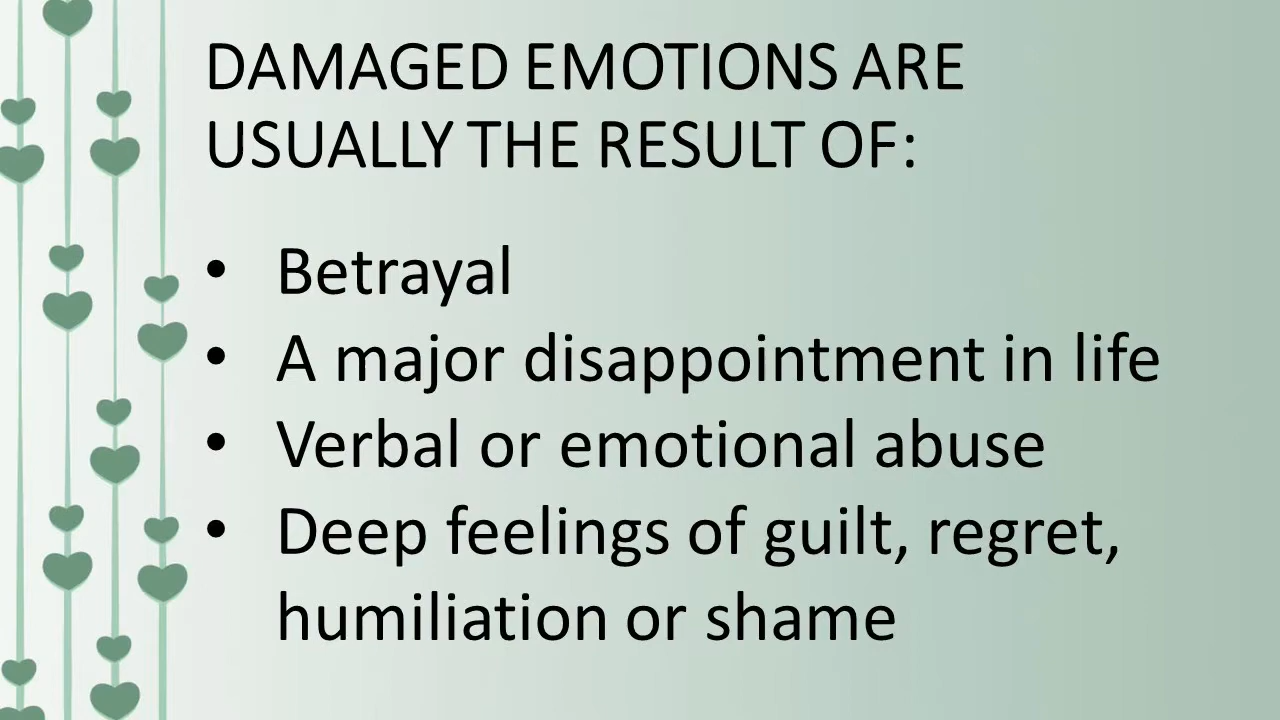 DAMAGED EMOTIONS ARE
USUALLY THE RESULT OF:
• Betrayal
• A major disappointment in life
• Verbal or emotional abuse
• Deep feelings of guilt, regret,
humiliation or shame